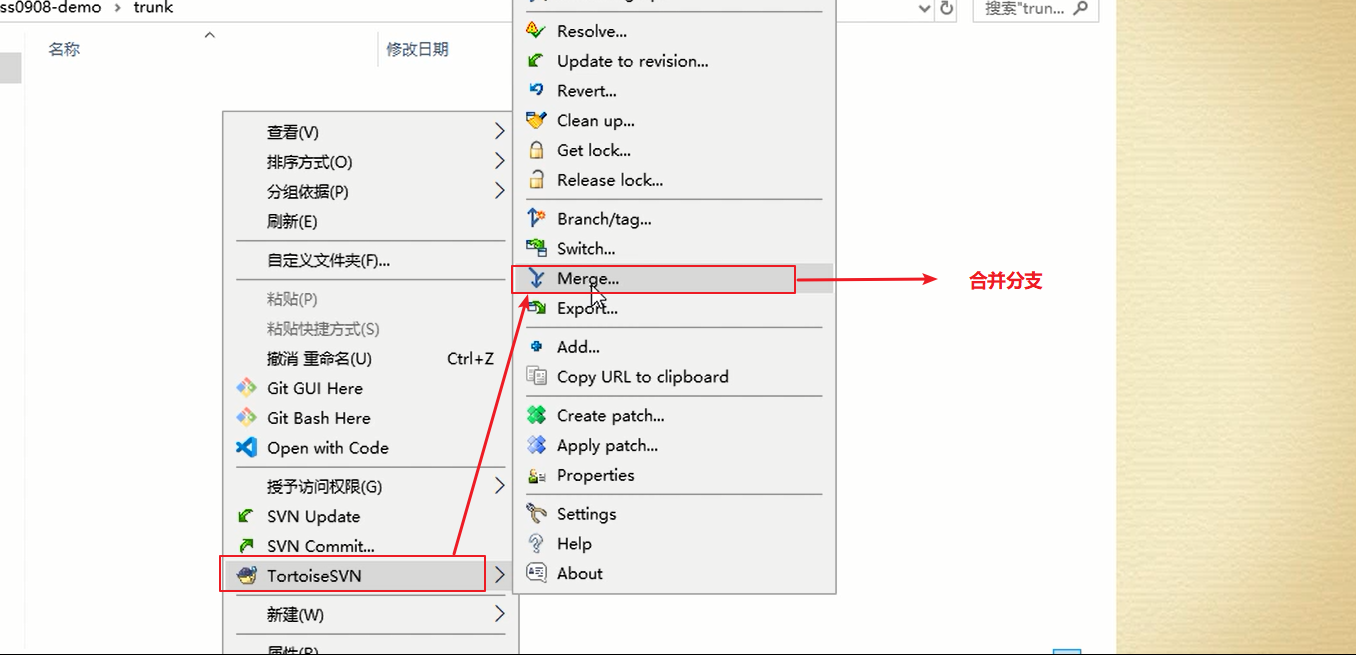 ss0908-demo > trunk
搜索"trun...
名称
修改日期
查看(V)
排序方式(O)
分组依据(P)
刷新(E)
自定义文件夹(F)...
粘贴(P)
粘贴快捷方式(S)
撤消 重命名(U) Ctrl+Z
Git GUI Here
Git Bash Here
Open with Code
授予访问权限(G)
SVN Update
SVN Commit...
TortoiseSVN
新建(W)
属性(R)
Resolve...
Update to revision...
Revert...
Clean up...
Get lock...
Release lock...
Branch/tag...
Switch...
Merge...
Export...
Add...
Copy URL to clipboard
Create patch...
Apply patch...
Properties
Settings
Help
About
合并分支